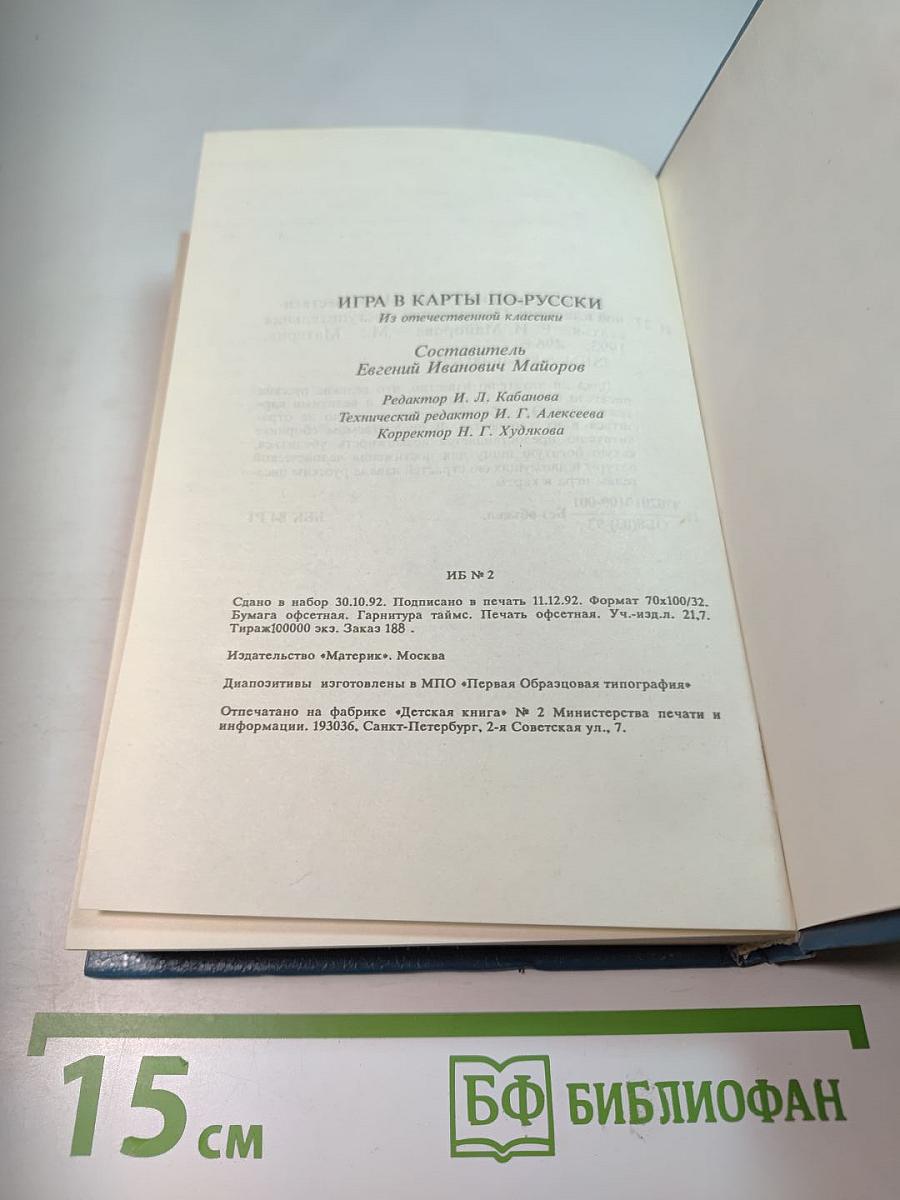 ИГРА В КАРТЫ ПО-РУССКИ
Из отечественной классики
Составитель
Евгений Иванович Майоров
Редактор И. Л. Кабанова
Технический редактор И. Г. Алексеева
Корректор Н. Г. Худякова
ИБ № 2
Сдано в набор 30.10.92. Подписано в печать 11.12.92. Формат 70х100/32.
Бумага офсетная. Гарнитура таймс. Печать офсетная. Уч.-изд.л. 21,7.
Тираж100000 экз. Заказ 188 .
Издательство «Материк». Москва
Диапозитивы изготовлены в МПО «Первая Образцовая типография»
Отпечатано на фабрике «Детская книга» № 2 Министерства печати и
информации. 193036, Санкт-Петербург, 2-я Советская ул., 7.
15 см
БФ БИБЛИОФАН